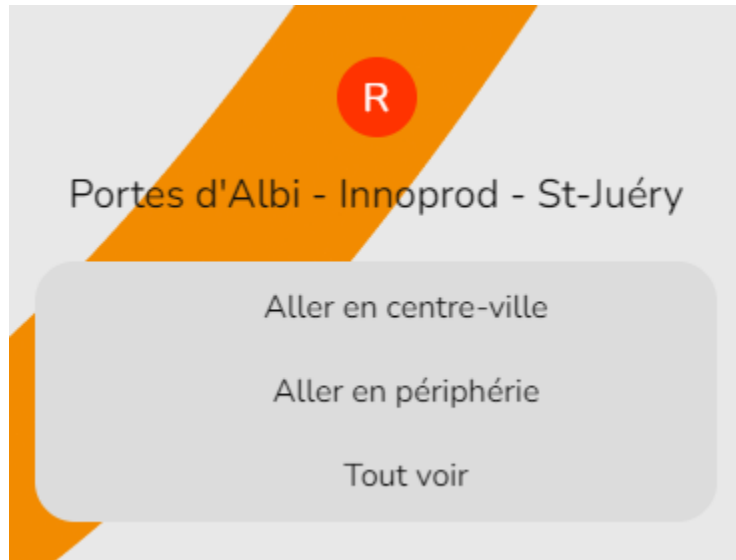 R
Portes d'Albi - Innoprod - St-Juéry
Aller en centre-ville
Aller en périphérie
Tout voir